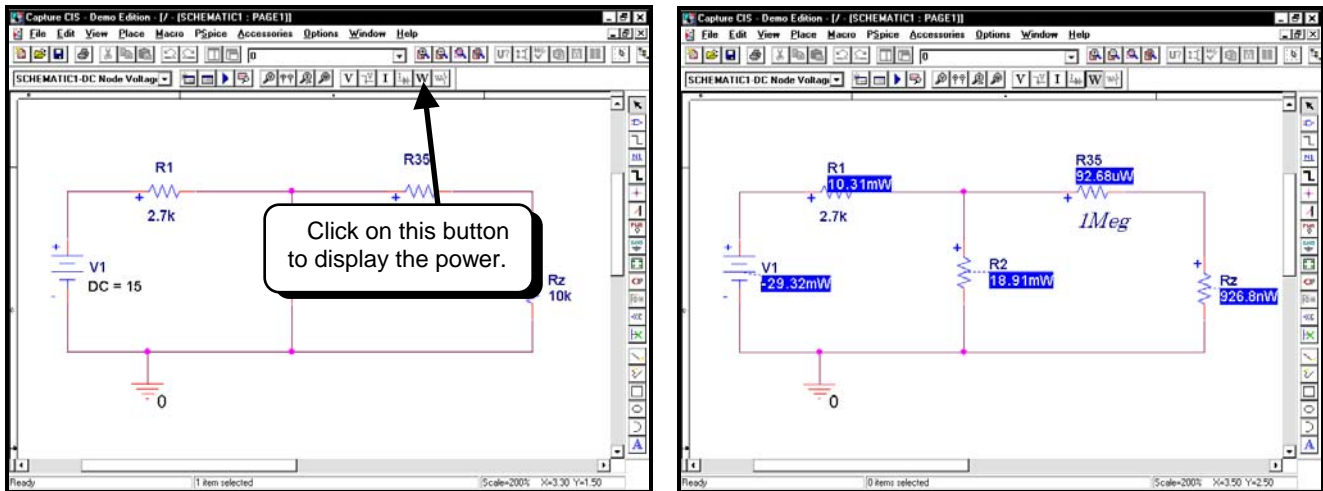 Capture CIS - Demo Edition - [/ - (SCHEMATIC1 : PAGE1)]
File Edit View Place Macro PSpice Accessories Options Window Help
0
U?
SCHEMATIC1-DC Node Voltage
V I W
R1
2.7k
R35
Click on this button
to display the power.
V1
DC = 15
Rz
10k
0
Ready
1 item selected
Scale=200% X=3.30 Y=1.50
Capture CIS - Demo Edition - [/ - (SCHEMATIC1 : PAGE1)]
File Edit View Place Macro PSpice Accessories Options Window Help
0
U?
SCHEMATIC1-DC Node Voltage
V I W
R1
10.31mW
2.7k
R35
92.68uW
1Meg
V1
-29.32mW
R2
18.91mW
Rz
926.8nW
0
Ready
0 items selected
Scale=200% X=3.50 Y=2.50